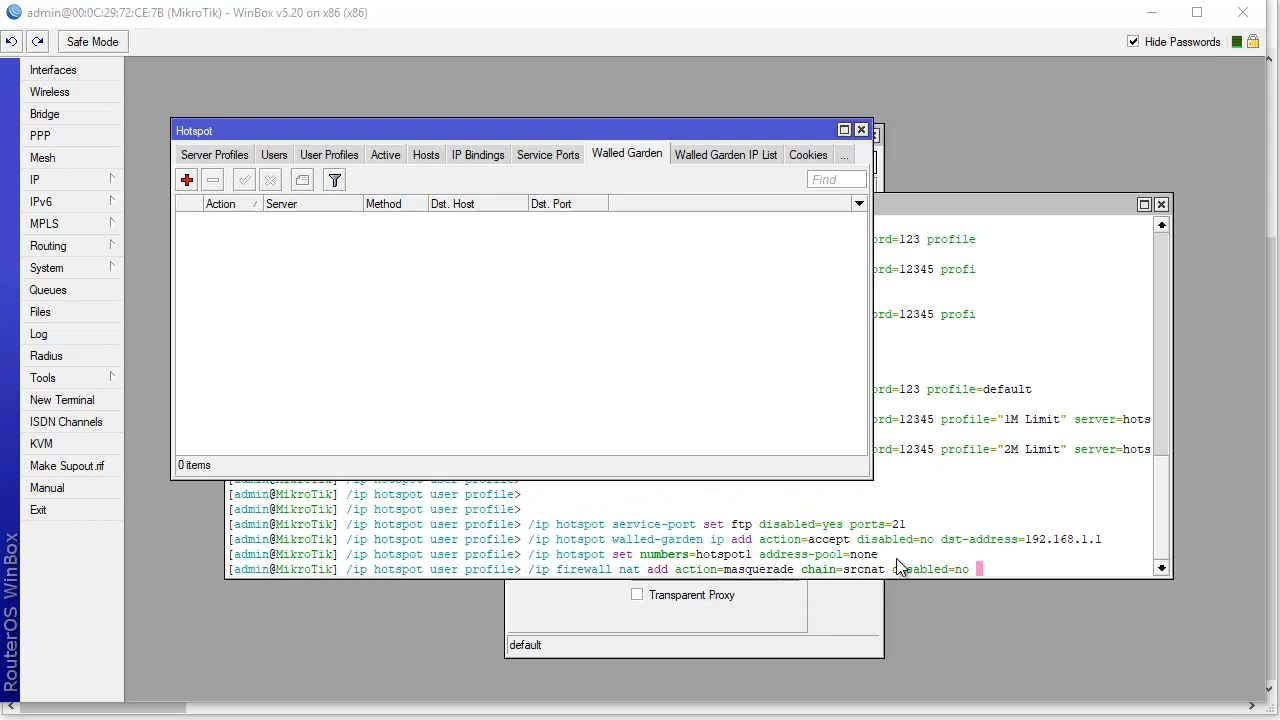 admin@00:0C:29:72:CE:7B (MikroTik) - WinBox v5.20 on x86 (x86)
Safe Mode
Hide Passwords
Interfaces
Wireless
Bridge
PPP
Mesh
IP
IPv6
MPLS
Routing
System
Queues
Files
Log
Radius
Tools
New Terminal
ISDN Channels
KVM
Make Supout.rif
Manual
Exit
RouterOS WinBox
Hotspot
Server Profiles Users User Profiles Active Hosts IP Bindings Service Ports Walled Garden Walled Garden IP List Cookies ...
Find
Action Server Method Dst. Host Dst. Port
0 items
ord=123 profile
ord=12345 profi
ord=12345 profi
ord=123 profile=default
ord=12345 profile="1M Limit" server=hots
ord=12345 profile="2M Limit" server=hots
[admin@MikroTik] /ip hotspot user profile>
[admin@MikroTik] /ip hotspot user profile>
[admin@MikroTik] /ip hotspot user profile>
[admin@MikroTik] /ip hotspot user profile> /ip hotspot service-port set ftp disabled=yes ports=21
[admin@MikroTik] /ip hotspot user profile> /ip hotspot walled-garden ip add action=accept disabled=no dst-address=192.168.1.1
[admin@MikroTik] /ip hotspot user profile> /ip hotspot set numbers=hotspot1 address-pool=none
[admin@MikroTik] /ip hotspot user profile> /ip firewall nat add action=masquerade chain=srcnat disabled=no
Transparent Proxy
default